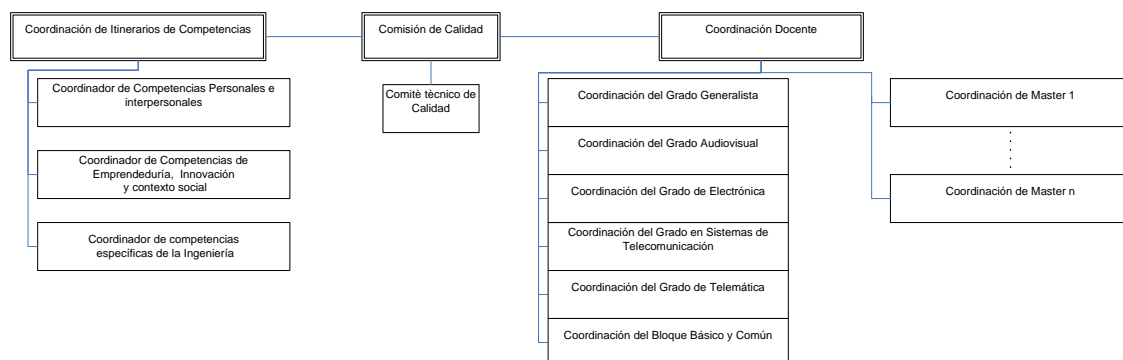 Coordinación de Itinerarios de Competencias
Comisión de Calidad
Coordinación Docente
Coordinador de Competencias Personales e
interpersonales
Coordinador de Competencias de
Emprendeduría, Innovación
y contexto social
Coordinador de competencias
específicas de la Ingeniería
Comitè tècnico de
Calidad
Coordinación del Grado Generalista
Coordinación del Grado Audiovisual
Coordinación del Grado de Electrónica
Coordinación del Grado en Sistemas de
Telecomunicación
Coordinación del Grado de Telemática
Coordinación del Bloque Básico y Común
Coordinación de Master 1
Coordinación de Master n